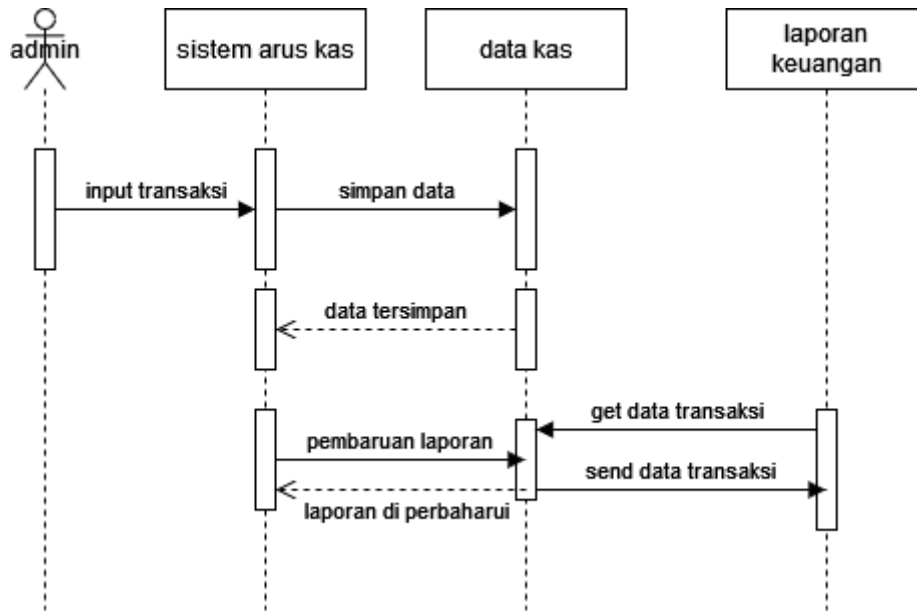 admin
sistem arus kas
data kas
laporan
keuangan
input transaksi
simpan data
data tersimpan
get data transaksi
pembaruan laporan
send data transaksi
laporan di perbaharui